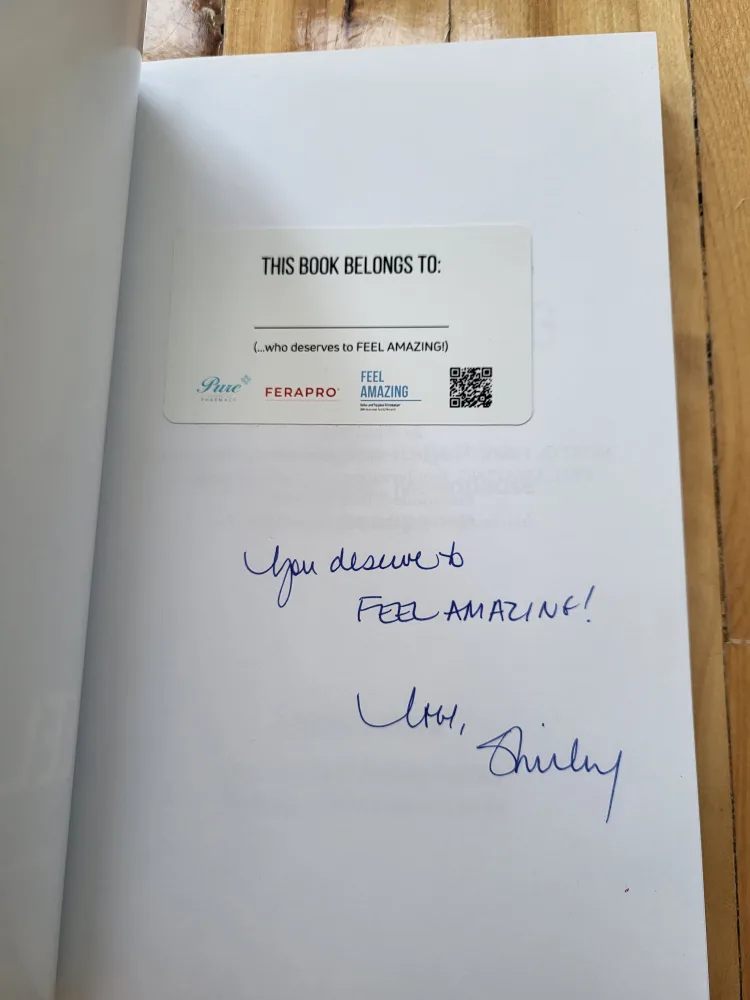 THIS BOOK BELONGS TO:
(...who deserves to FEEL AMAZING!)
Pure
PHARMACY
FERAPRO
FEEL
AMAZING
You deserve to
FEEL AMAZING!
Shirley